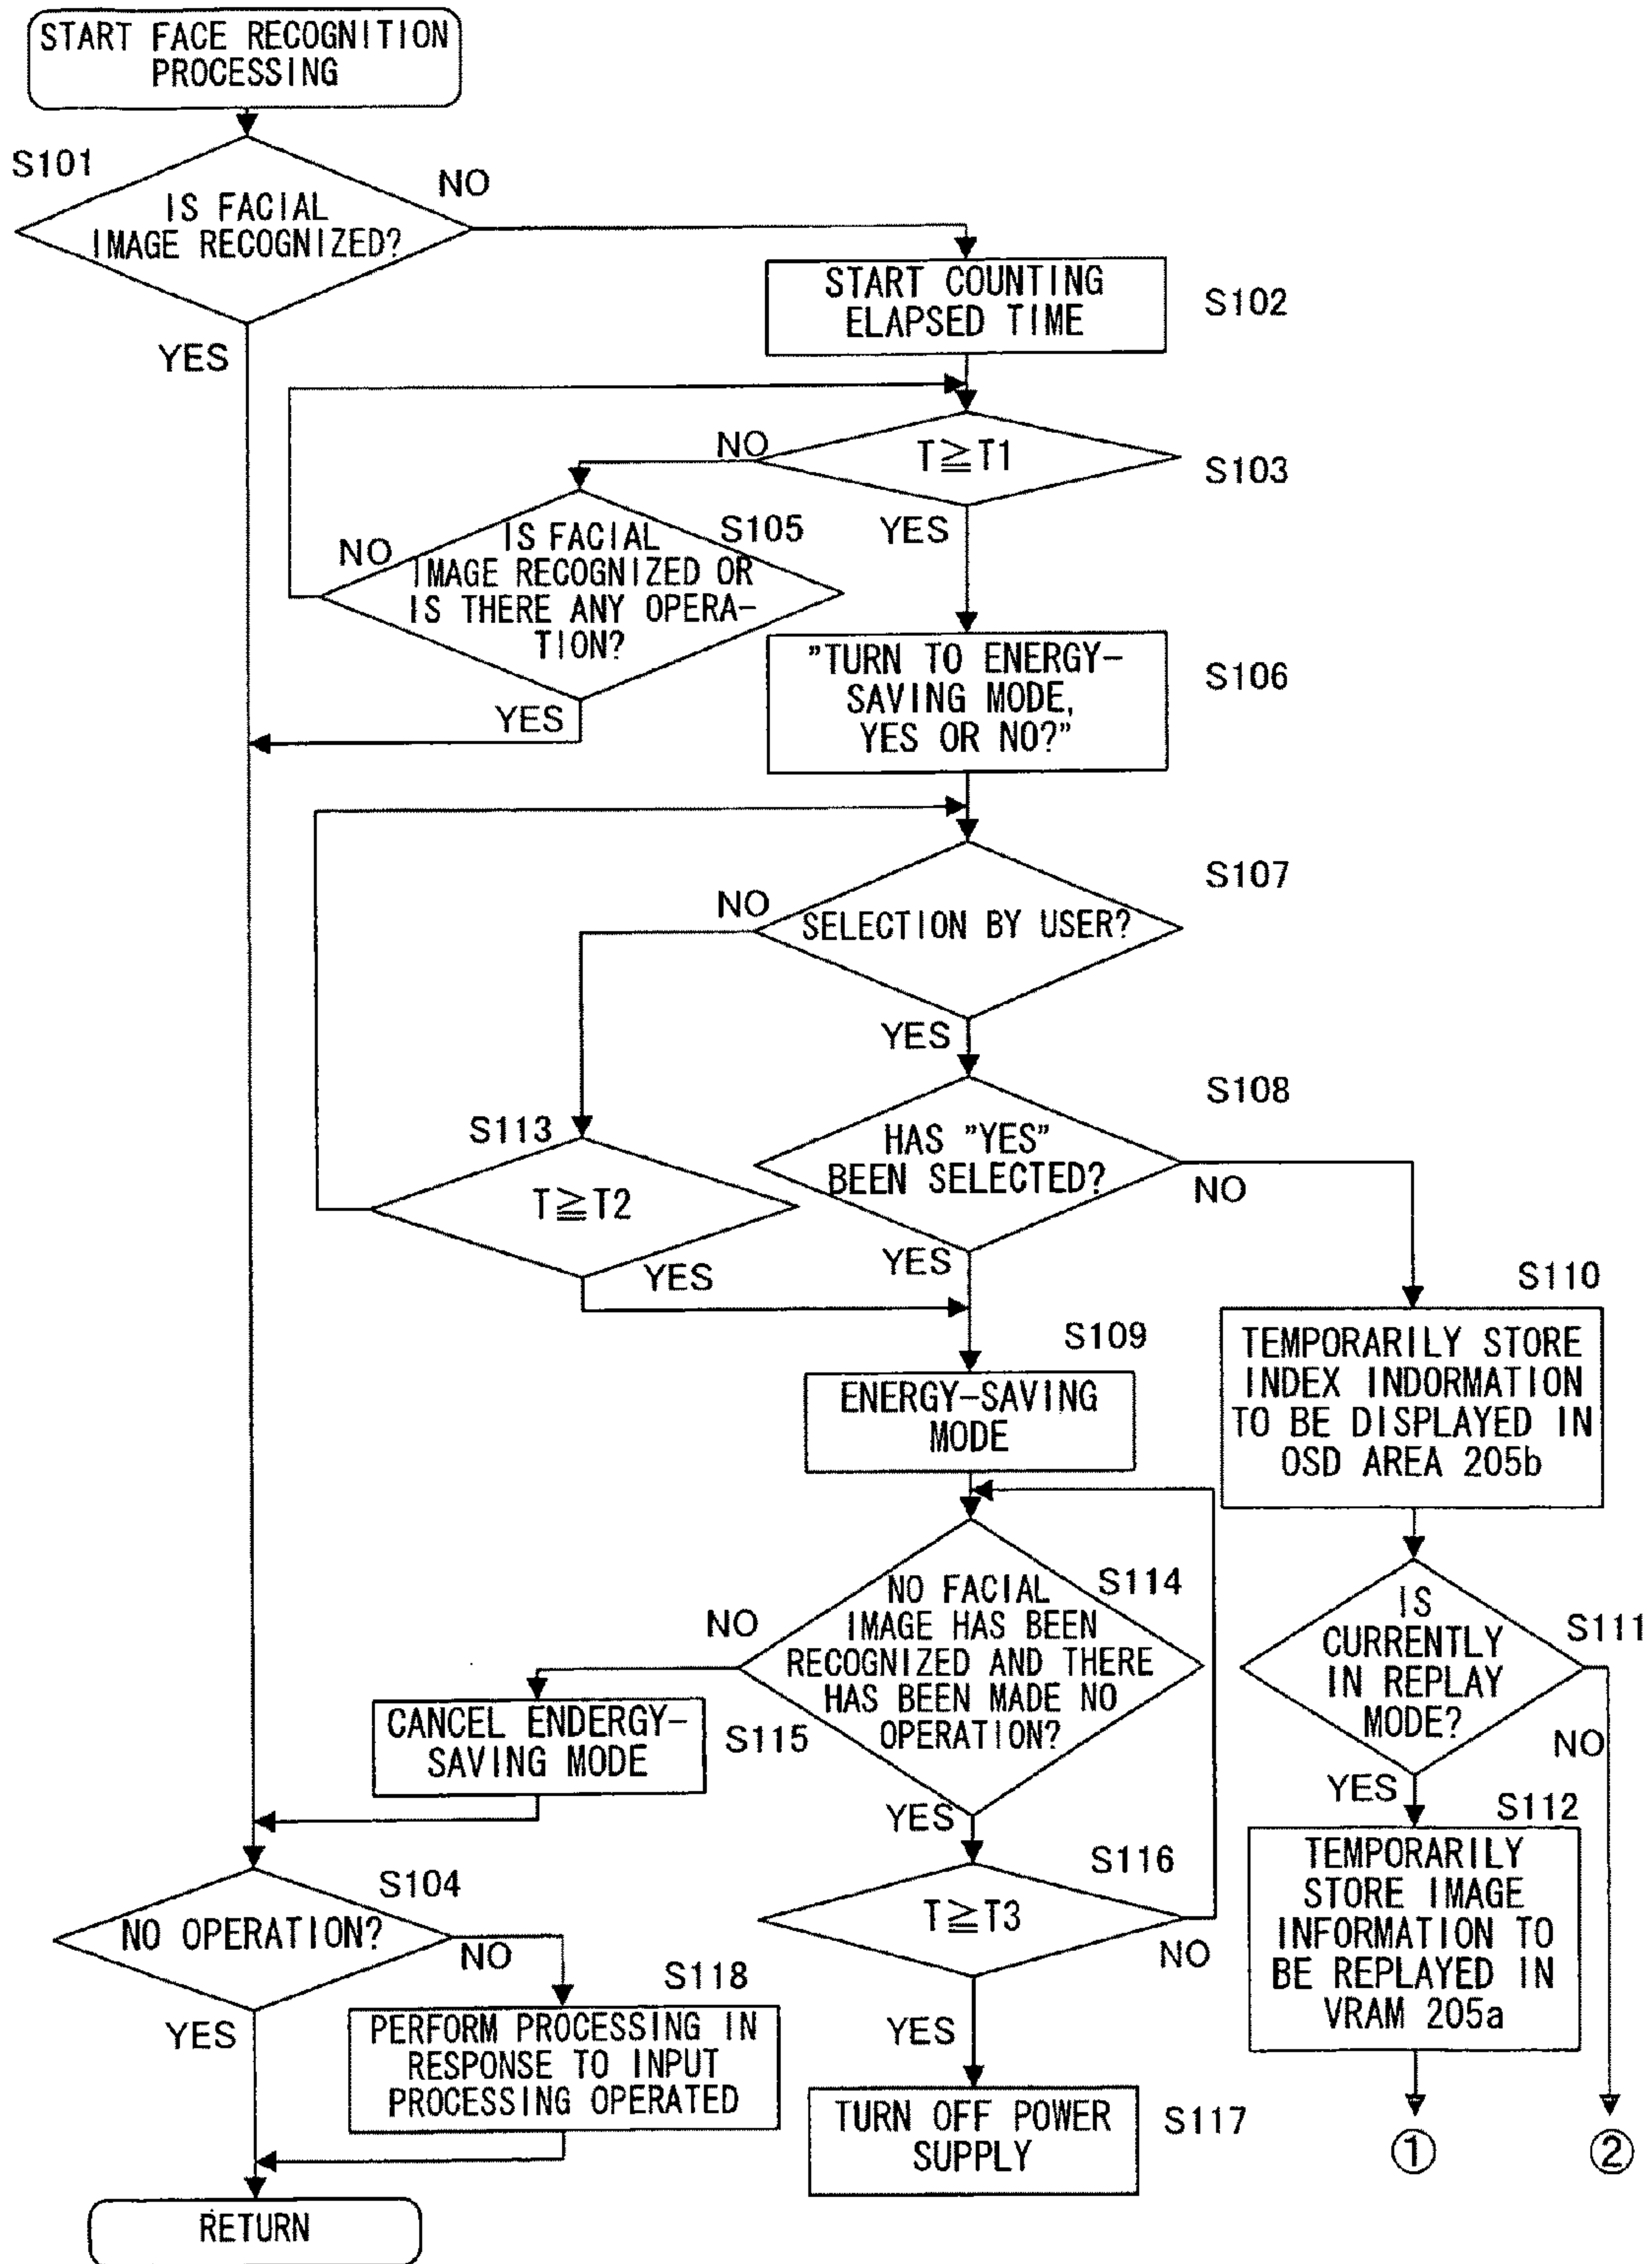 START FACE RECOGNITION
PROCESSING
S101
IS FACIAL
IMAGE RECOGNIZED?
NO
YES
START COUNTING
ELAPSED TIME
S102
NO
T≧T1
S103
YES
S105
IS FACIAL
IMAGE RECOGNIZED OR
IS THERE ANY OPERA-
TION?
NO
YES
"TURN TO ENERGY-
SAVING MODE,
YES OR NO?"
S106
S107
NO
SELECTION BY USER?
YES
S108
HAS "YES"
BEEN SELECTED?
NO
YES
S113
T≧T2
YES
S109
ENERGY-SAVING
MODE
S110
TEMPORARILY STORE
INDEX INDORMATION
TO BE DISPLAYED IN
OSD AREA 205b
S114
NO FACIAL
IMAGE HAS BEEN
RECOGNIZED AND THERE
HAS BEEN MADE NO
OPERATION?
NO
YES
CANCEL ENDERGY-
SAVING MODE
S115
S111
IS
CURRENTLY
IN REPLAY
MODE?
NO
YES
S112
TEMPORARILY
STORE IMAGE
INFORMATION TO
BE REPLAYED IN
VRAM 205a
①
②
S104
NO OPERATION?
NO
YES
S116
T≧T3
NO
YES
S118
PERFORM PROCESSING IN
RESPONSE TO INPUT
PROCESSING OPERATED
TURN OFF POWER
SUPPLY
S117
RETURN